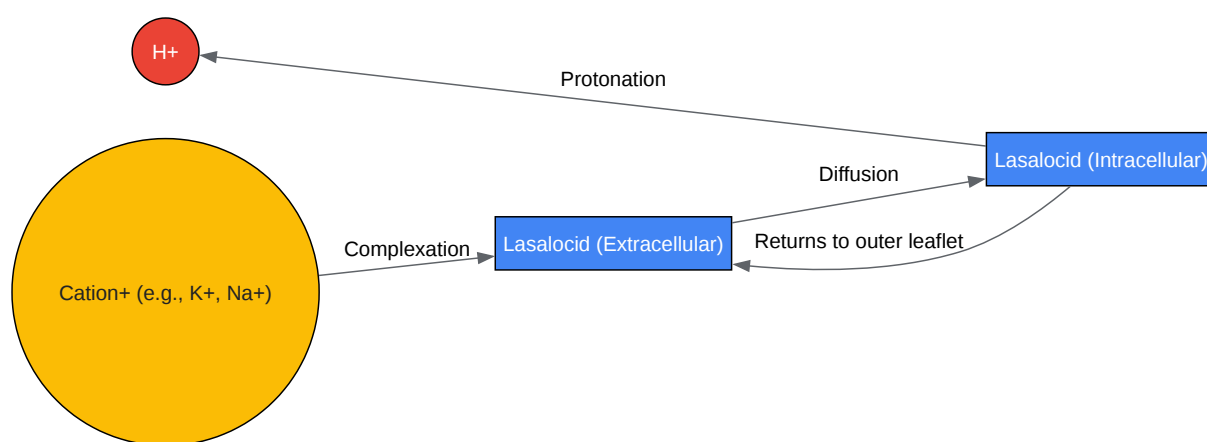 H+
Protonation
Lasalocid (Intracellular)
Diffusion
Returns to outer leaflet
Lasalocid (Extracellular)
Complexation
Cation+ (e.g., K+, Na+)